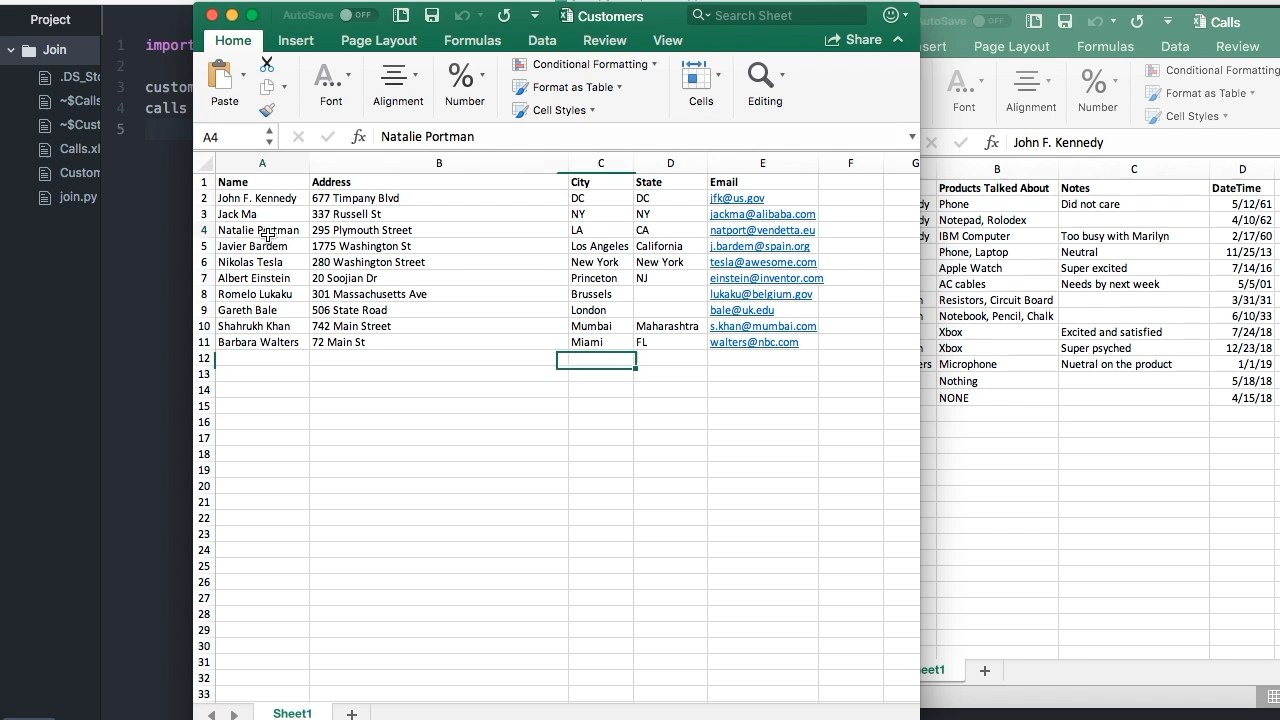 Project
Join
.DS_Sto
~$Calls
~$Cust
Calls.xl
Custom
join.py
1 import
2
3 custom
4 calls
5
AutoSave OFF
Customers
Search Sheet
Home Insert Page Layout Formulas Data Review View Share
Paste
Font
Alignment
Number
Conditional Formatting
Format as Table
Cell Styles
Cells
Editing
A4 fx Natalie Portman
A B C D E F G
1 Name Address City State Email
2 John F. Kennedy 677 Timpany Blvd DC DC jfk@us.gov
3 Jack Ma 337 Russell St NY NY jackma@alibaba.com
4 Natalie Portman 295 Plymouth Street LA CA natport@vendetta.eu
5 Javier Bardem 1775 Washington St Los Angeles California j.bardem@spain.org
6 Nikolas Tesla 280 Washington Street New York New York tesla@awesome.com
7 Albert Einstein 20 Soojian Dr Princeton NJ einstein@inventor.com
8 Romelo Lukaku 301 Massachusetts Ave Brussels lukaku@belgium.gov
9 Gareth Bale 506 State Road London bale@uk.edu
10 Shahrukh Khan 742 Main Street Mumbai Maharashtra s.khan@mumbai.com
11 Barbara Walters 72 Main St Miami FL walters@nbc.com
12
13
14
15
16
17
18
19
20
21
22
23
24
25
26
27
28
29
30
31
32
33
Sheet1
utoSave OFF
Calls
sert Page Layout Formulas Data Review
Font
Alignment
Number
Conditional Formatting
Format as Table
Cell Styles
fx John F. Kennedy
B C D
Products Talked About Notes DateTime
dy Phone Did not care 5/12/61
Notepad, Rolodex 4/10/62
dy IBM Computer Too busy with Marilyn 2/17/60
Phone, Laptop Neutral 11/25/13
Apple Watch Super excited 7/14/16
AC cables Needs by next week 5/5/01
Resistors, Circuit Board 3/31/31
Notebook, Pencil, Chalk 6/10/33
Xbox Excited and satisfied 7/24/18
Xbox Super psyched 12/23/18
ers Microphone Nuetral on the product 1/1/19
Nothing 5/18/18
NONE 4/15/18
eet1